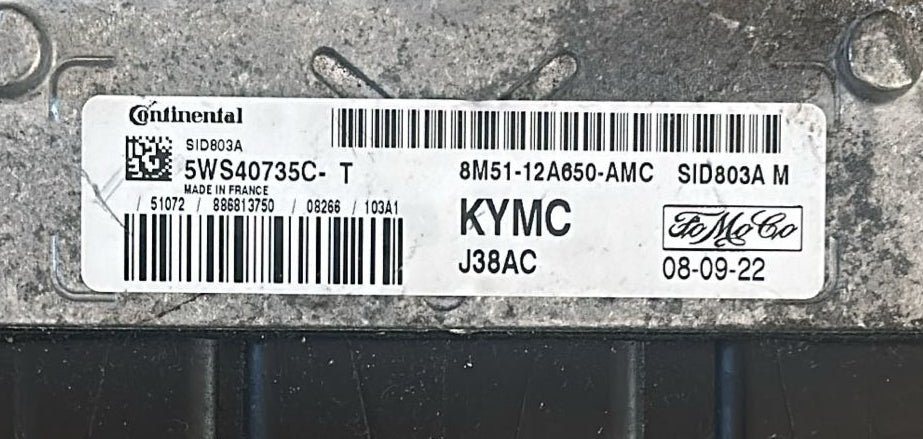 Continental
SID803A
5WS40735C- T
MADE IN FRANCE
/ 51072 / 886813750 / 08266 / 103A1
8M51-12A650-AMC SID803A M
KYMC
FoMoCo
J38AC
08-09-22